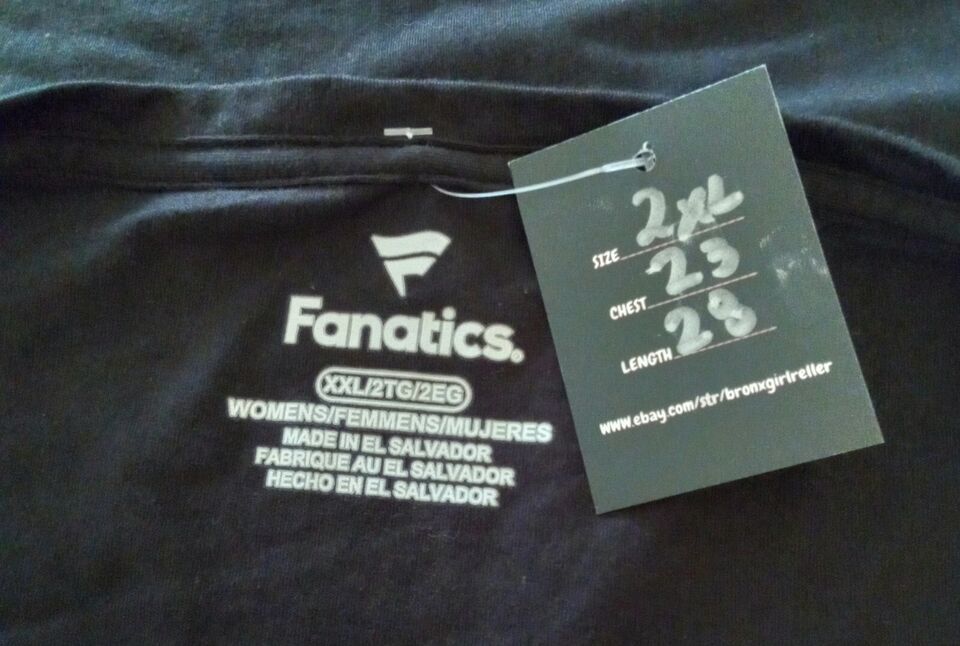 Fanatics.
XXL/2TG/2EG
WOMENS/FEMMENS/MUJERES
MADE IN EL SALVADOR
FABRIQUE AU EL SALVADOR
HECHO EN EL SALVADOR
SIZE 2XL
CHEST 23
LENGTH 28
www.ebay.com/str/bronxgirlreller